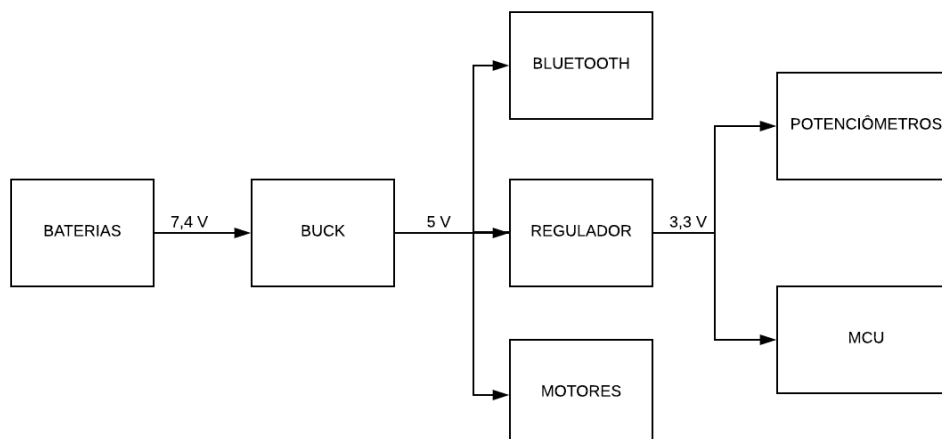 BLUETOOTH
POTENCIÔMETROS
BATERIAS
7,4 V
BUCK
5 V
REGULADOR
3,3 V
MCU
MOTORES